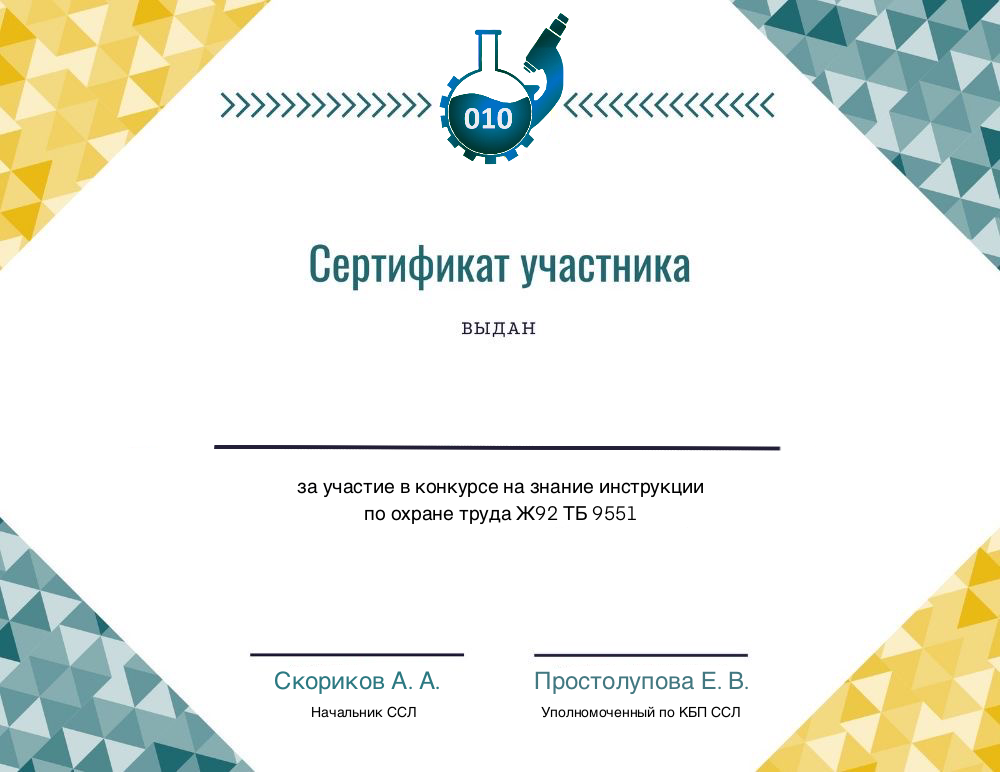 010
Сертификат участника
ВЫДАН
за участие в конкурсе на знание инструкции
по охране труда Ж92 ТБ 9551
Скориков А. А.
Простолупова Е. В.
Начальник ССЛ
Уполномоченный по КБП ССЛ